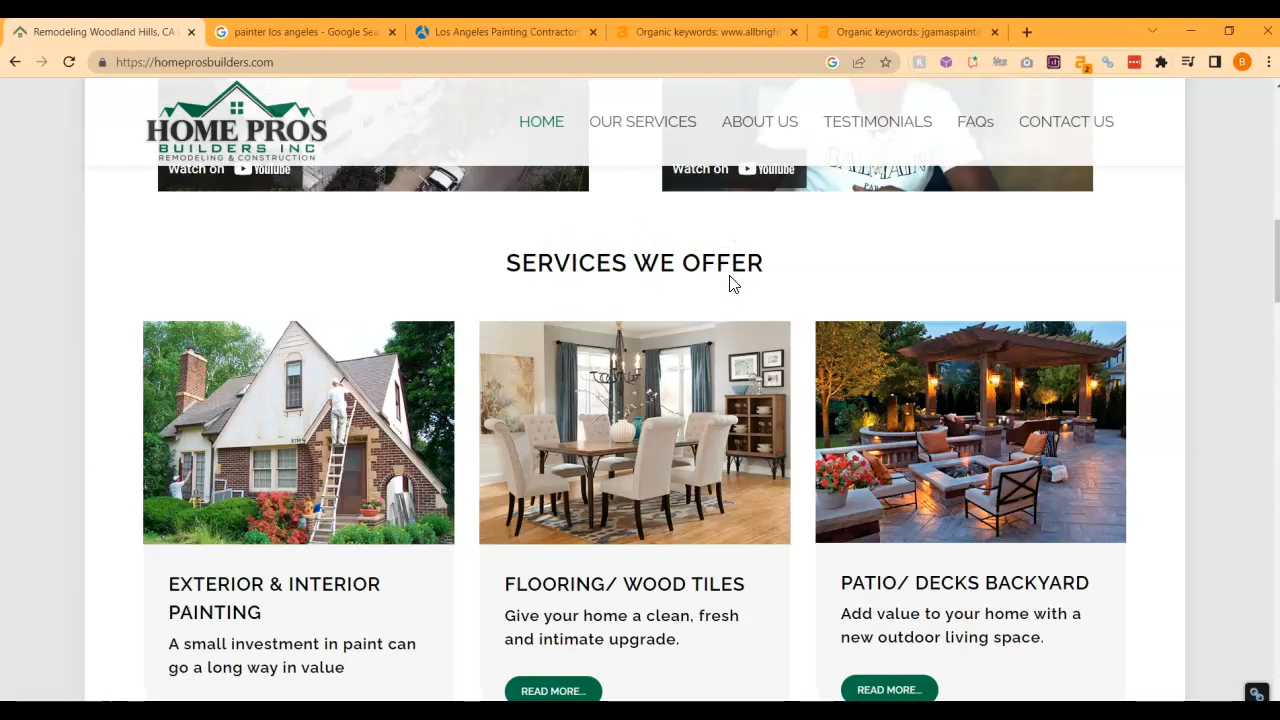 Remodeling Woodland Hills, CA
painter los angeles - Google Sea
Los Angeles Painting Contractor
Organic keywords: www.allbrigh
Organic keywords: jgamaspainti
https://homeprosbuilders.com
B
2
HOME PROS
BUILDERS INC
REMODELING & CONSTRUCTION
HOME
OUR SERVICES
ABOUT US
TESTIMONIALS
FAQs
CONTACT US
Watch on YouTube
Watch on YouTube
SERVICES WE OFFER
EXTERIOR & INTERIOR
PAINTING
A small investment in paint can
go a long way in value
FLOORING/ WOOD TILES
Give your home a clean, fresh
and intimate upgrade.
READ MORE...
PATIO/ DECKS BACKYARD
Add value to your home with a
new outdoor living space.
READ MORE...